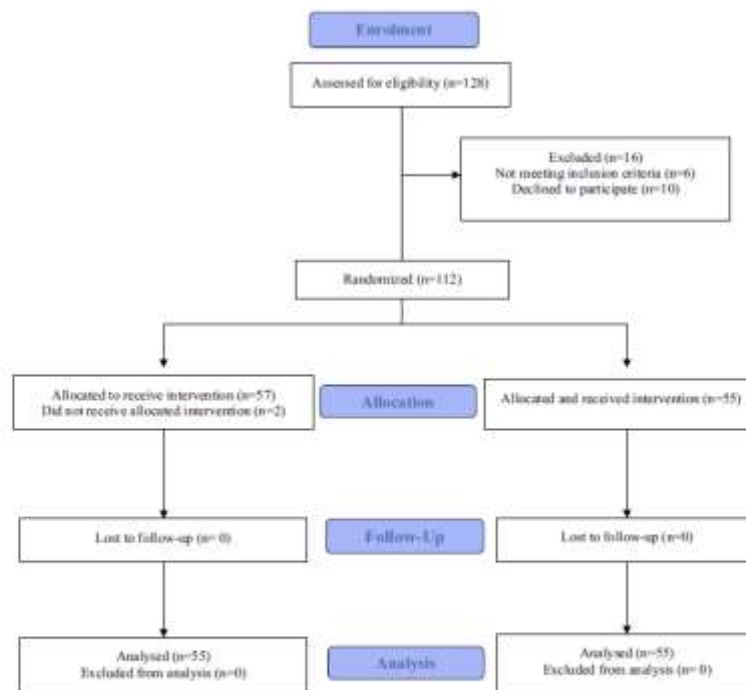 Enrolment
Assessed for eligibility (n=128)
Excluded (n=16)
Not meeting inclusion criteria (n=6)
Declined to participate (n=10)
Randomized (n=112)
Allocated to receive intervention (n=57)
Did not receive allocated intervention (n=2)
Allocation
Allocated and received intervention (n=55)
Lost to follow-up (n= 0)
Follow-Up
Lost to follow-up (n=0)
Analysed (n=55)
Excluded from analysis (n=0)
Analysis
Analysed (n=55)
Excluded from analysis (n= 0)